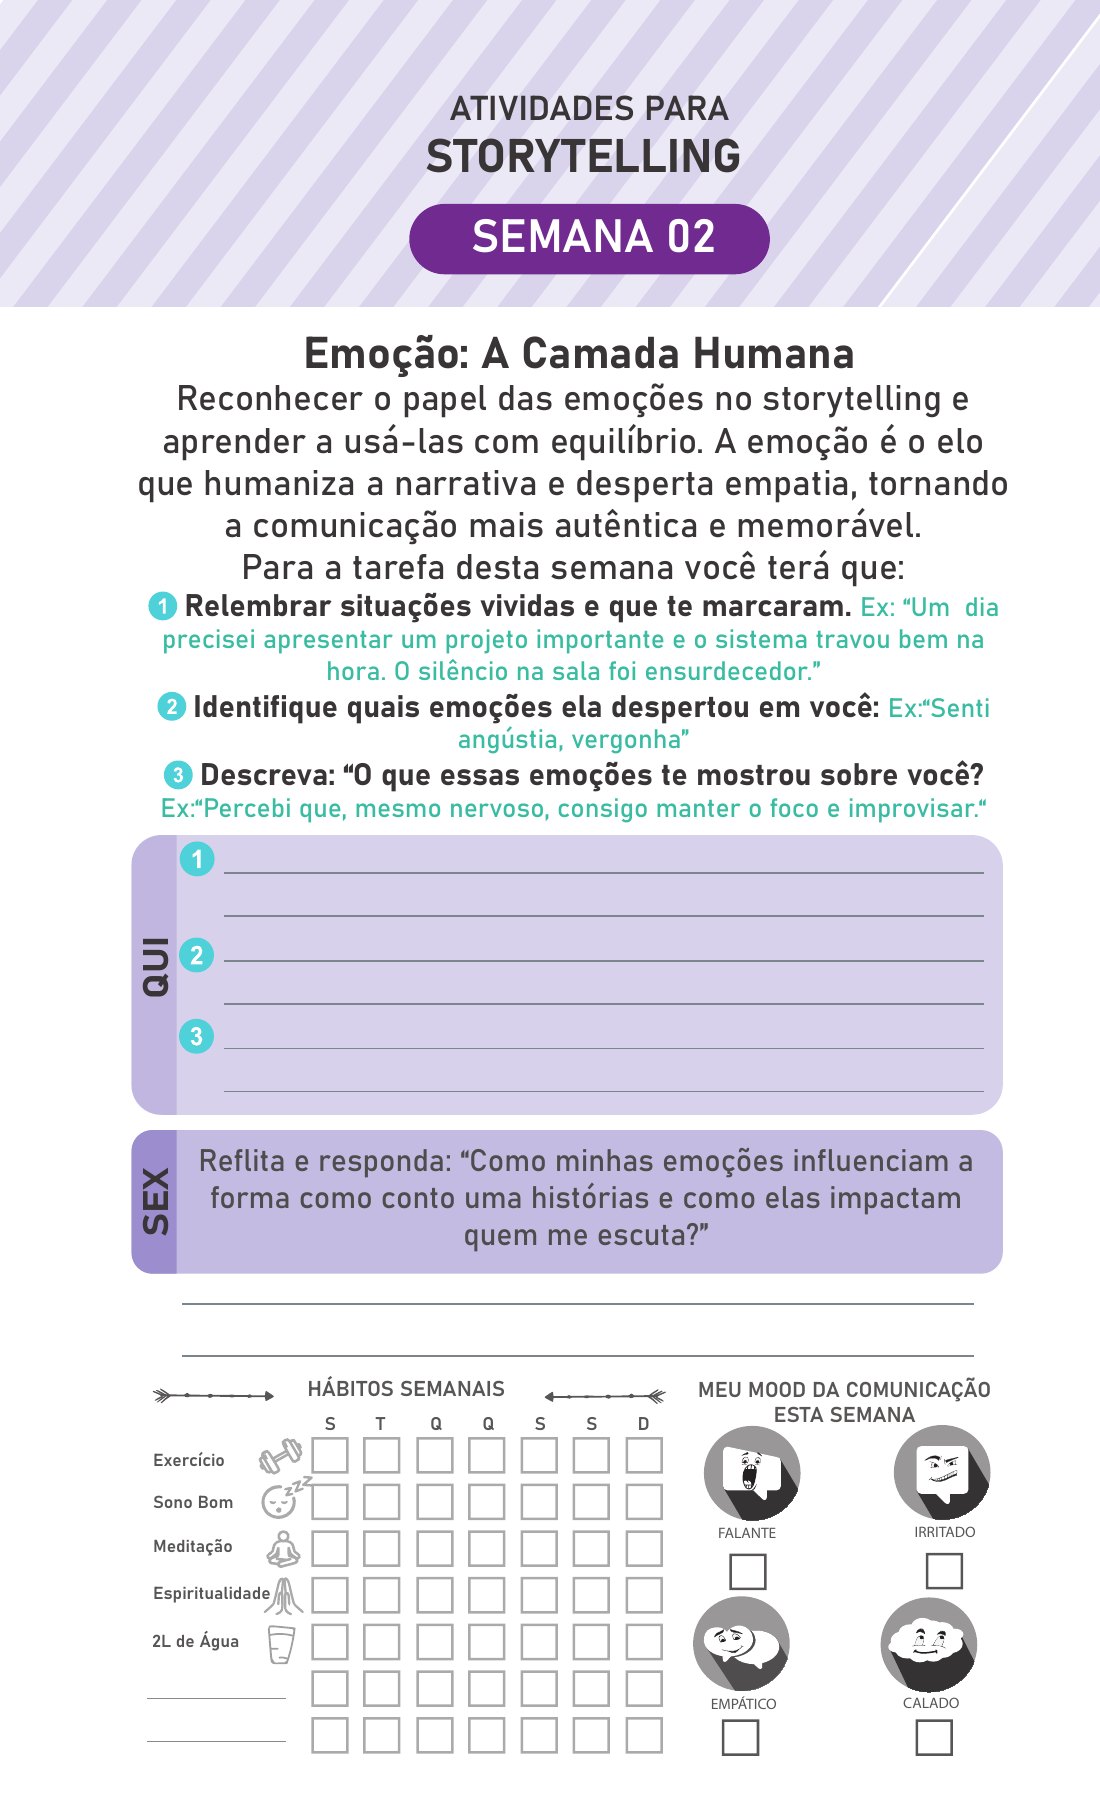 ATIVIDADES PARA
STORYTELLING
SEMANA 02
Emoção: A Camada Humana
Reconhecer o papel das emoções no storytelling e
aprender a usá-las com equilíbrio. A emoção é o elo
que humaniza a narrativa e desperta empatia, tornando
a comunicação mais autêntica e memorável.
Para a tarefa desta semana você terá que:
1 Relembrar situações vividas e que te marcaram. Ex: “Um dia
precisei apresentar um projeto importante e o sistema travou bem na
hora. O silêncio na sala foi ensurdecedor.”
2 Identifique quais emoções ela despertou em você: Ex:“Senti
angústia, vergonha”
3 Descreva: “O que essas emoções te mostrou sobre você?
Ex:“Percebi que, mesmo nervoso, consigo manter o foco e improvisar.“
QUI
1
2
3
SEX
Reflita e responda: “Como minhas emoções influenciam a
forma como conto uma histórias e como elas impactam
quem me escuta?”
HÁBITOS SEMANAIS
S T Q Q S S D
Exercício
Sono Bom
zzz
Meditação
Espiritualidade
2L de Água
MEU MOOD DA COMUNICAÇÃO
ESTA SEMANA
FALANTE IRRITADO
EMPÁTICO CALADO